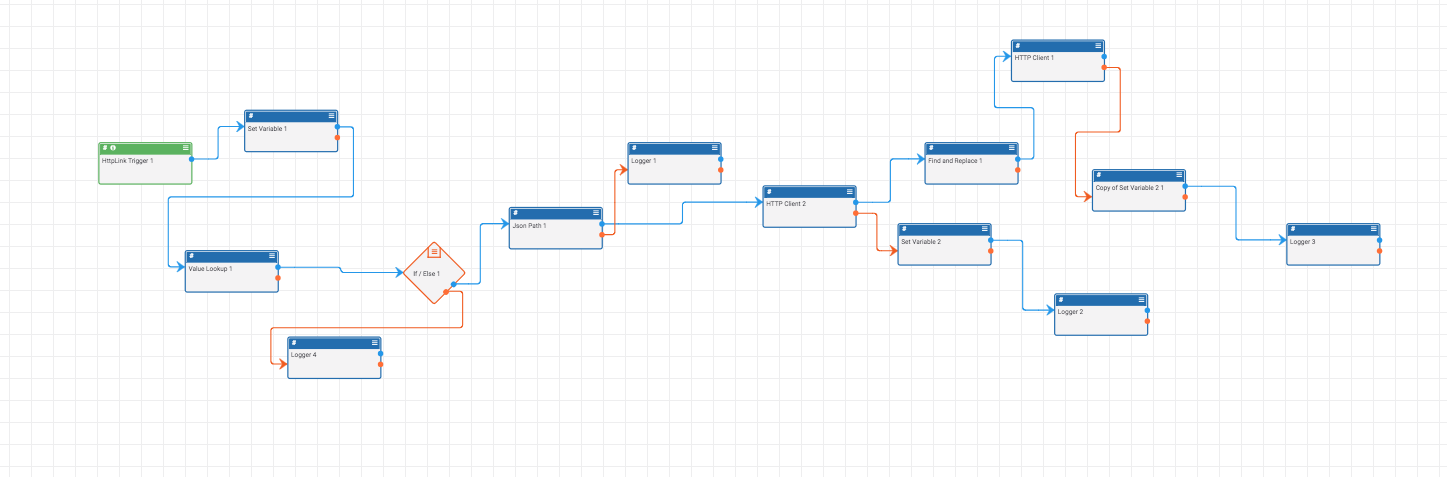 HttpLink Trigger 1
Set Variable 1
Value Lookup 1
If / Else 1
Logger 4
Json Path 1
Logger 1
HTTP Client 2
Find and Replace 1
Set Variable 2
HTTP Client 1
Copy of Set Variable 2 1
Logger 2
Logger 3